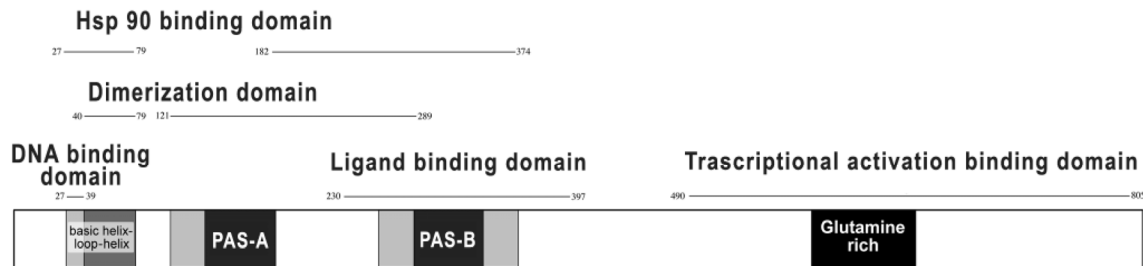 Hsp 90 binding domain
27 79 182 374
Dimerization domain
40 79 121 289
DNA binding
domain
Ligand binding domain
Trascriptional activation binding domain
27 39 230 397 490 805
basic helix-
loop-helix
PAS-A
PAS-B
Glutamine
rich